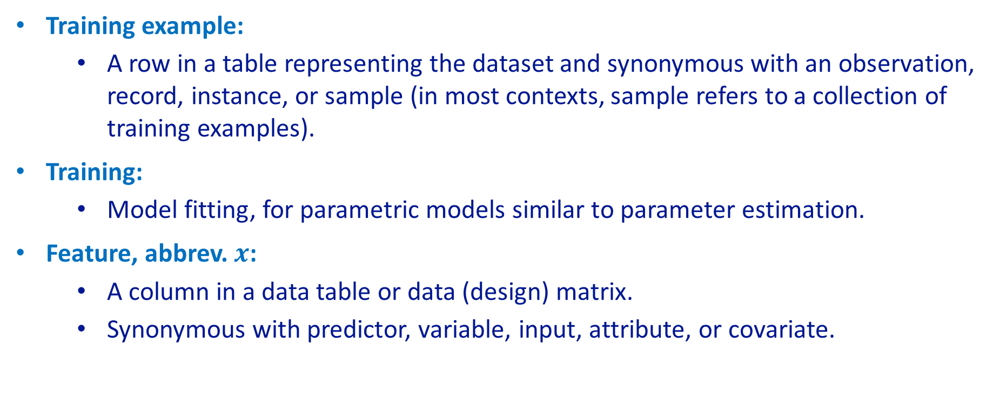 • Training example:
• A row in a table representing the dataset and synonymous with an observation,
record, instance, or sample (in most contexts, sample refers to a collection of
training examples).
• Training:
• Model fitting, for parametric models similar to parameter estimation.
• Feature, abbrev. x:
• A column in a data table or data (design) matrix.
• Synonymous with predictor, variable, input, attribute, or covariate.